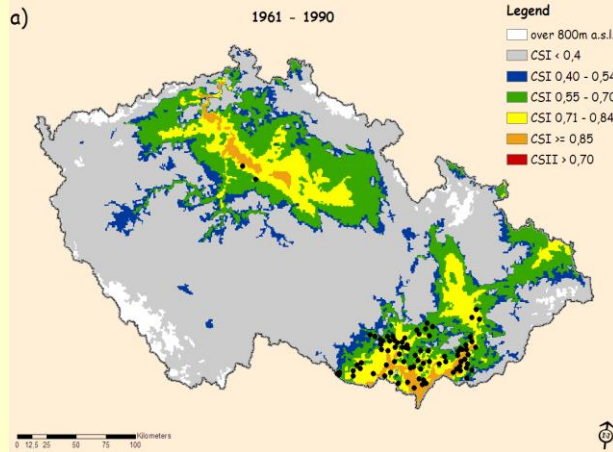 a)
1961 - 1990
Legend
over 800m a.s.l.
CSI < 0,4
CSI 0,40 - 0,54
CSI 0,55 - 0,70
CSI 0,71 - 0,84
CSI >= 0,85
CSII > 0,70
Kilometers
0 12.5 25 50 75 100